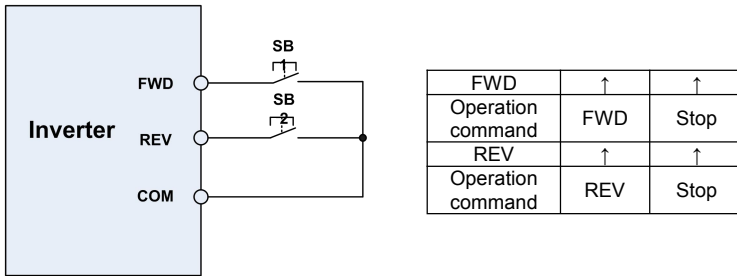 SB
1
FWD
SB
2
Inverter
REV
COM
FWD ↑ ↑
Operation command FWD Stop
REV ↑ ↑
Operation command REV Stop